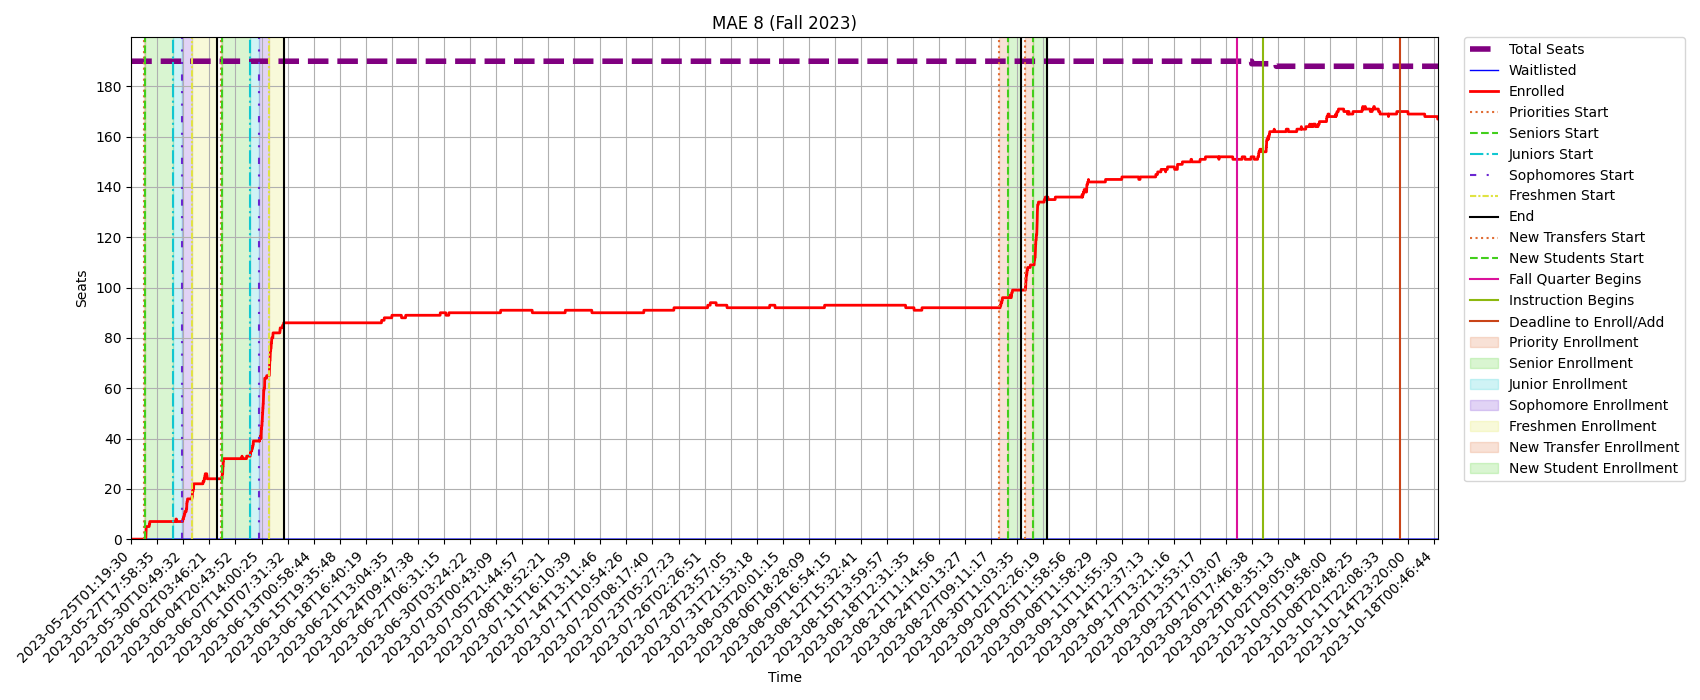 MAE 8 (Fall 2023)
Seats
180
160
140
120
100
80
60
40
20
0
2023-05-25T01:19:30
2023-05-27T17:58:35
2023-05-30T10:49:32
2023-06-02T03:46:21
2023-06-04T20:43:52
2023-06-07T14:00:23
2023-06-10T07:31:32
2023-06-13T00:58:44
2023-06-15T19:35:48
2023-06-18T16:40:19
2023-06-21T13:04:35
2023-06-24T09:47:38
2023-06-27T06:31:15
2023-06-30T03:24:22
2023-07-03T00:43:09
2023-07-05T21:44:57
2023-07-08T18:52:21
2023-07-11T16:10:39
2023-07-14T13:11:46
2023-07-17T10:54:26
2023-07-20T08:17:40
2023-07-23T05:27:23
2023-07-26T02:26:51
2023-07-28T23:57:05
2023-07-31T21:53:18
2023-08-03T20:01:15
2023-08-06T18:28:09
2023-08-09T16:54:15
2023-08-12T15:32:41
2023-08-15T13:59:57
2023-08-18T12:31:35
2023-08-21T11:14:56
2023-08-24T10:13:27
2023-08-27T09:11:17
2023-08-30T11:03:35
2023-09-02T12:26:19
2023-09-05T11:58:56
2023-09-08T11:58:29
2023-09-11T11:55:30
2023-09-14T12:37:13
2023-09-17T13:21:16
2023-09-20T13:53:17
2023-09-23T17:03:07
2023-09-26T17:46:38
2023-09-29T18:35:13
2023-10-02T19:05:04
2023-10-05T19:58:00
2023-10-08T20:48:25
2023-10-11T22:08:33
2023-10-14T23:20:00
2023-10-18T00:46:44
Time
Total Seats
Waitlisted
Enrolled
Priorities Start
Seniors Start
Juniors Start
Sophomores Start
Freshmen Start
End
New Transfers Start
New Students Start
Fall Quarter Begins
Instruction Begins
Deadline to Enroll/Add
Priority Enrollment
Senior Enrollment
Junior Enrollment
Sophomore Enrollment
Freshmen Enrollment
New Transfer Enrollment
New Student Enrollment